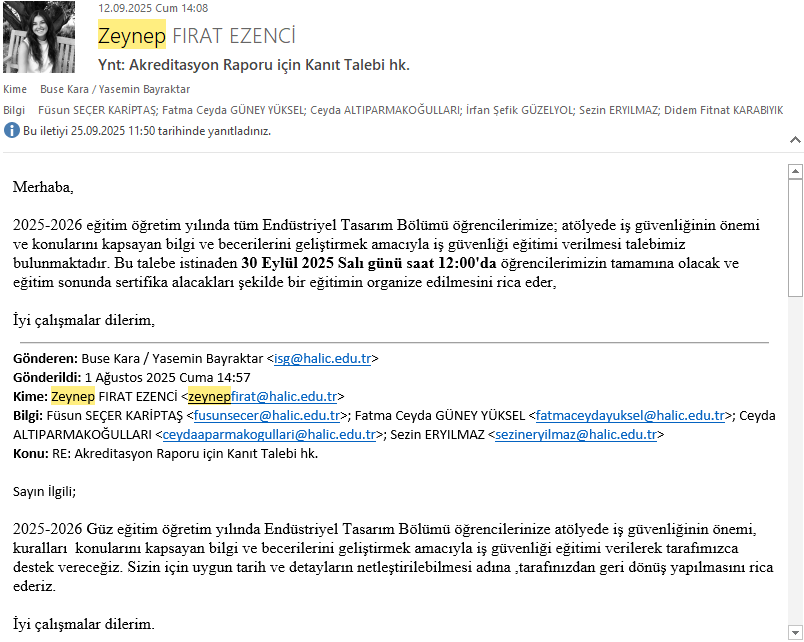 12.09.2025 Cum 14:08
Zeynep FIRAT EZENCİ
Ynt: Akreditasyon Raporu için Kanıt Talebi hk.
Kime Buse Kara / Yasemin Bayraktar
Bilgi Füsun SEÇER KARİPTAŞ; Fatma Ceyda GÜNEY YÜKSEL; Ceyda ALTIPARMAKOĞULLARI; İrfan Şefik GÜZELYOL; Sezin ERYILMAZ; Didem Fitnat KARABIYIK
Bu iletiyi 25.09.2025 11:50 tarihinde yanıtladınız.
Merhaba,
2025-2026 eğitim öğretim yılında tüm Endüstriyel Tasarım Bölümü öğrencilerimize; atölyede iş güvenliğinin önemi
ve konularını kapsayan bilgi ve becerilerini geliştirmek amacıyla iş güvenliği eğitimi verilmesi talebimiz
bulunmaktadır. Bu talebe istinaden 30 Eylül 2025 Salı günü saat 12:00'da öğrencilerimizin tamamına olacak ve
eğitim sonunda sertifika alacakları şekilde bir eğitimin organize edilmesini rica eder,
İyi çalışmalar dilerim,
Gönderen: Buse Kara / Yasemin Bayraktar <isg@halic.edu.tr>
Gönderildi: 1 Ağustos 2025 Cuma 14:57
Kime: Zeynep FIRAT EZENCİ <zeynepfirat@halic.edu.tr>
Bilgi: Füsun SEÇER KARİPTAŞ <fusunsecer@halic.edu.tr>; Fatma Ceyda GÜNEY YÜKSEL <fatmaceydayuksel@halic.edu.tr>; Ceyda
ALTIPARMAKOĞULLARI <ceydaaparmakogullari@halic.edu.tr>; Sezin ERYILMAZ <sezineryilmaz@halic.edu.tr>
Konu: RE: Akreditasyon Raporu için Kanıt Talebi hk.
Sayın İlgili;
2025-2026 Güz eğitim öğretim yılında Endüstriyel Tasarım Bölümü öğrencilerinize atölyede iş güvenliğinin önemi,
kuralları konularını kapsayan bilgi ve becerilerini geliştirmek amacıyla iş güvenliği eğitimi verilerek tarafımızca
destek vereceğiz. Sizin için uygun tarih ve detayların netleştirilebilmesi adına ,tarafınızdan geri dönüş yapılmasını rica
ederiz.
İyi çalışmalar dilerim.